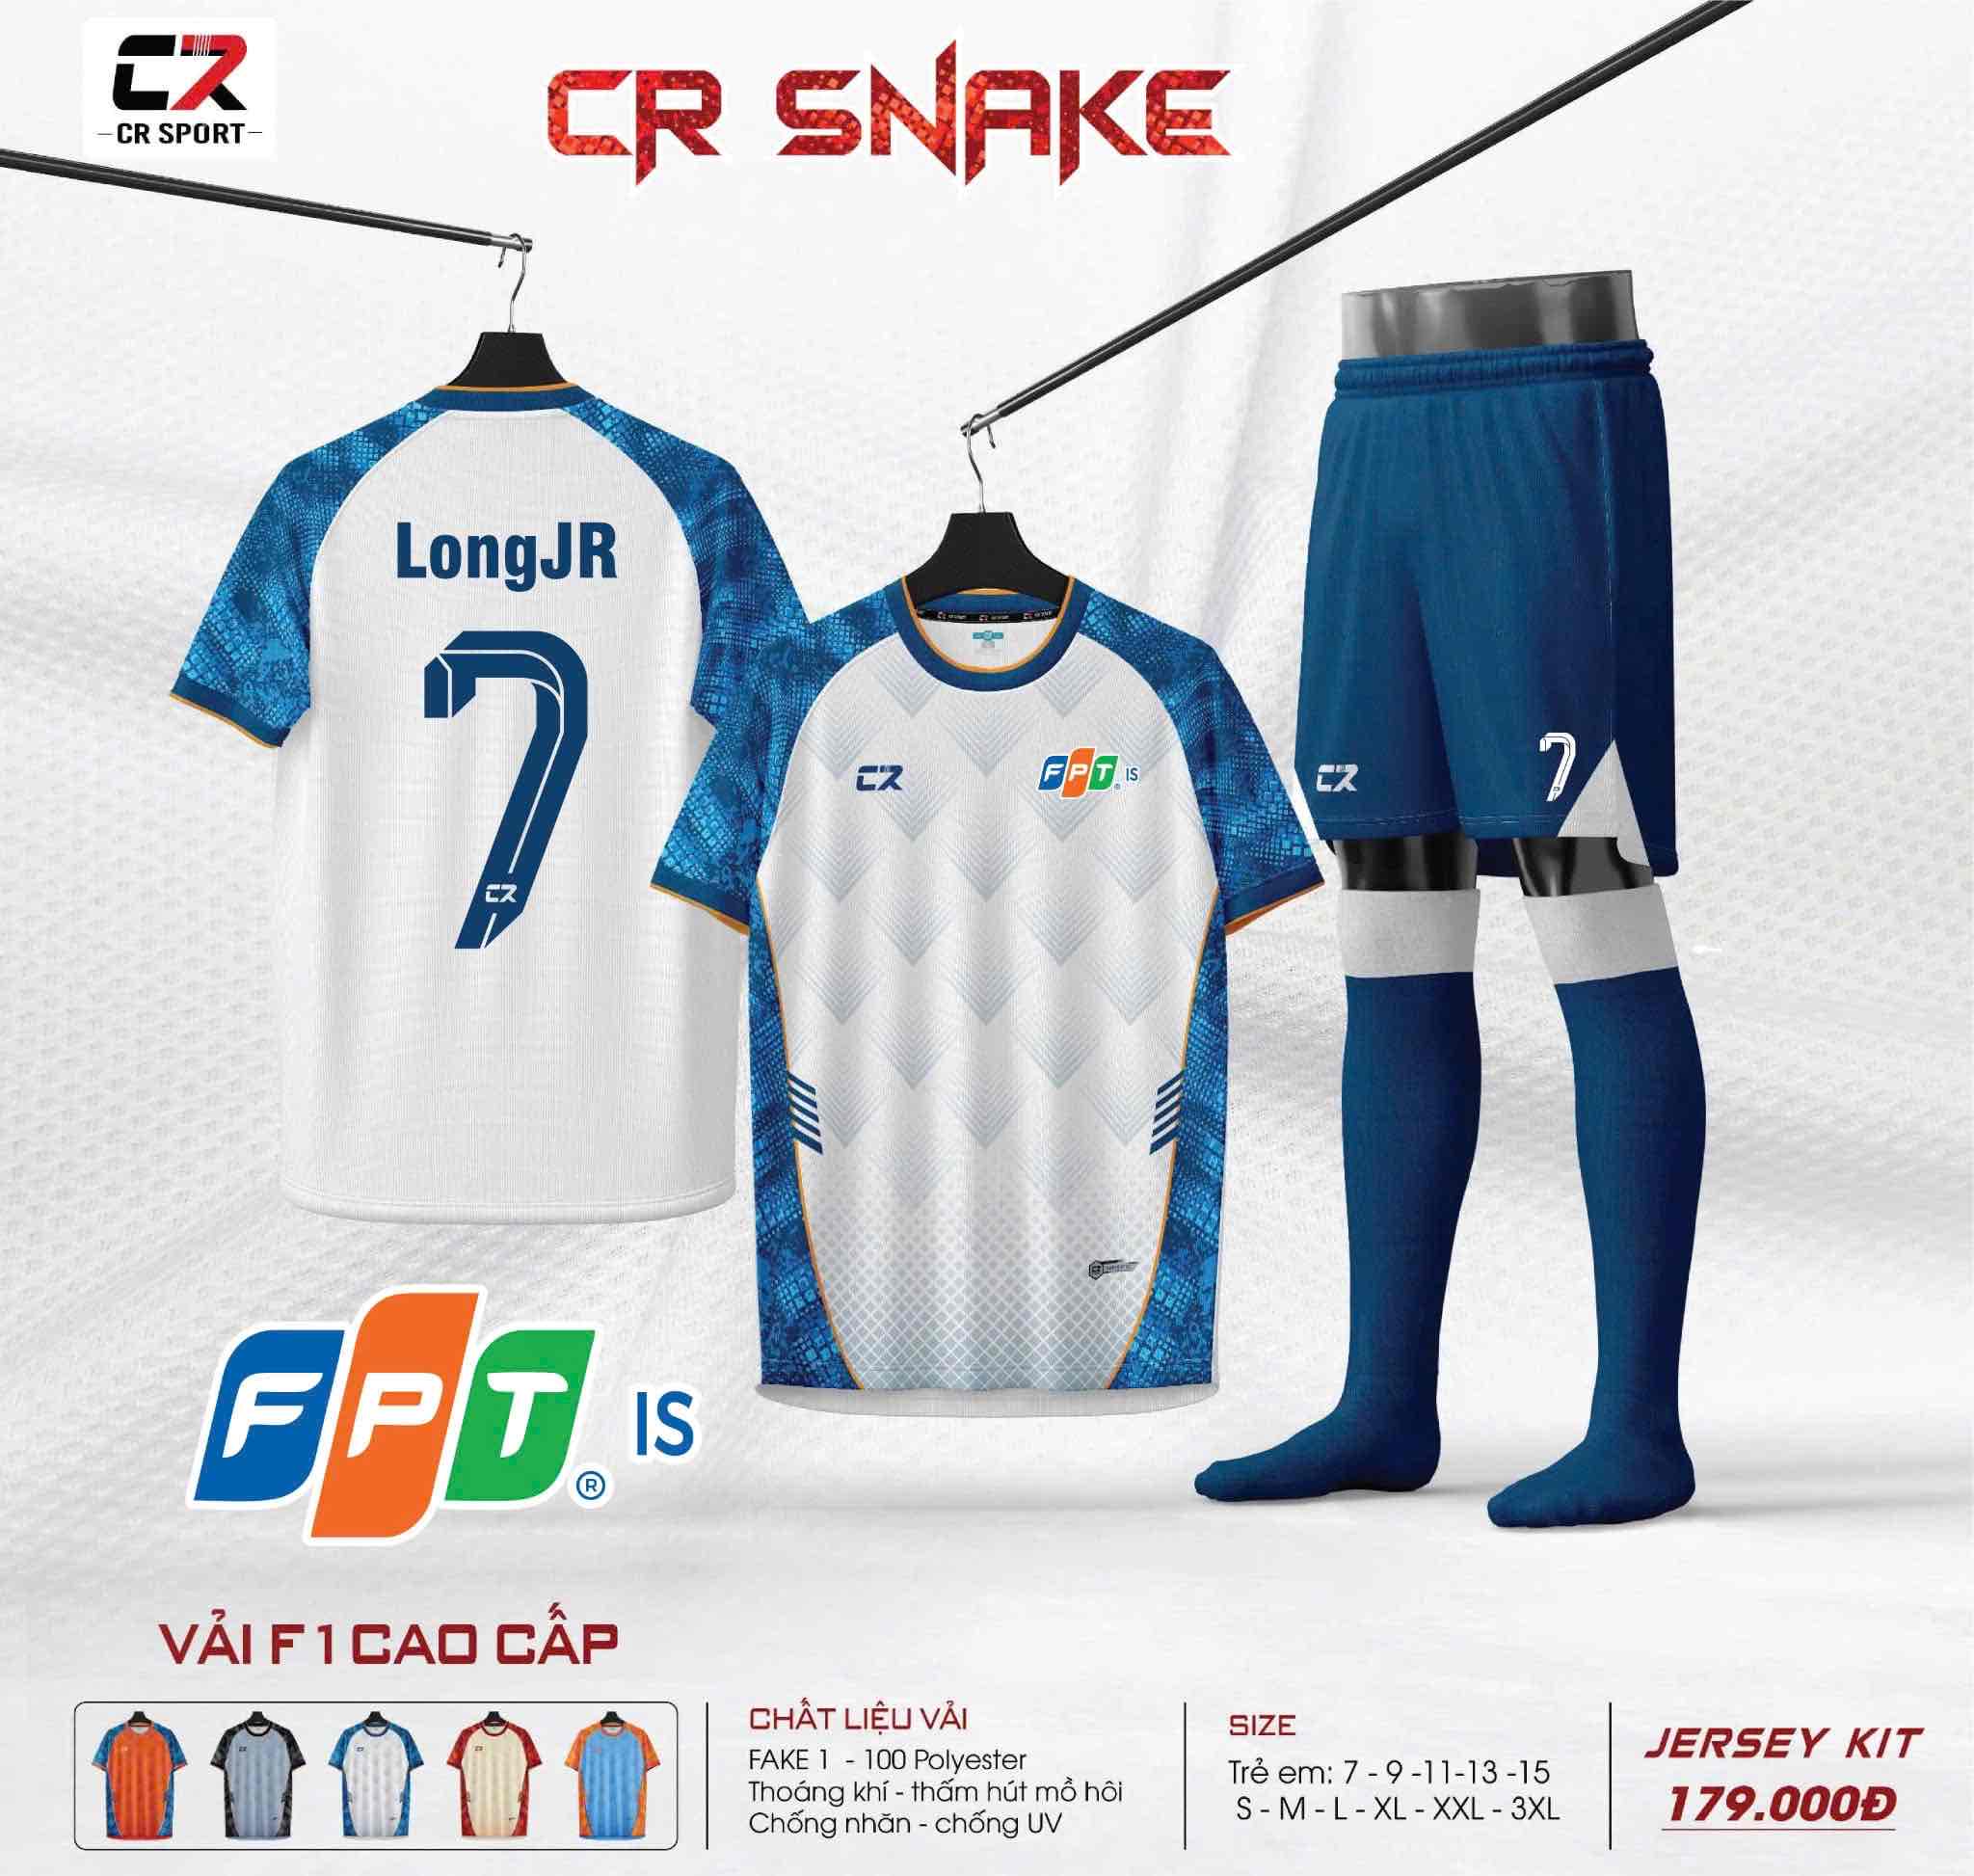 CR
CR SPORT
CR SNAKE
LongJR
7
CR
CR SPORT
CR
FPT® IS
CR
7
FPT® IS
VẢI F1 CAO CẤP
CHẤT LIỆU VẢI
FAKE 1 - 100 Polyester
Thoáng khí - thấm hút mồ hôi
Chống nhăn - chống UV
SIZE
Trẻ em: 7 - 9 -11-13 -15
S - M - L - XL - XXL - 3XL
JERSEY KIT
179.000Đ